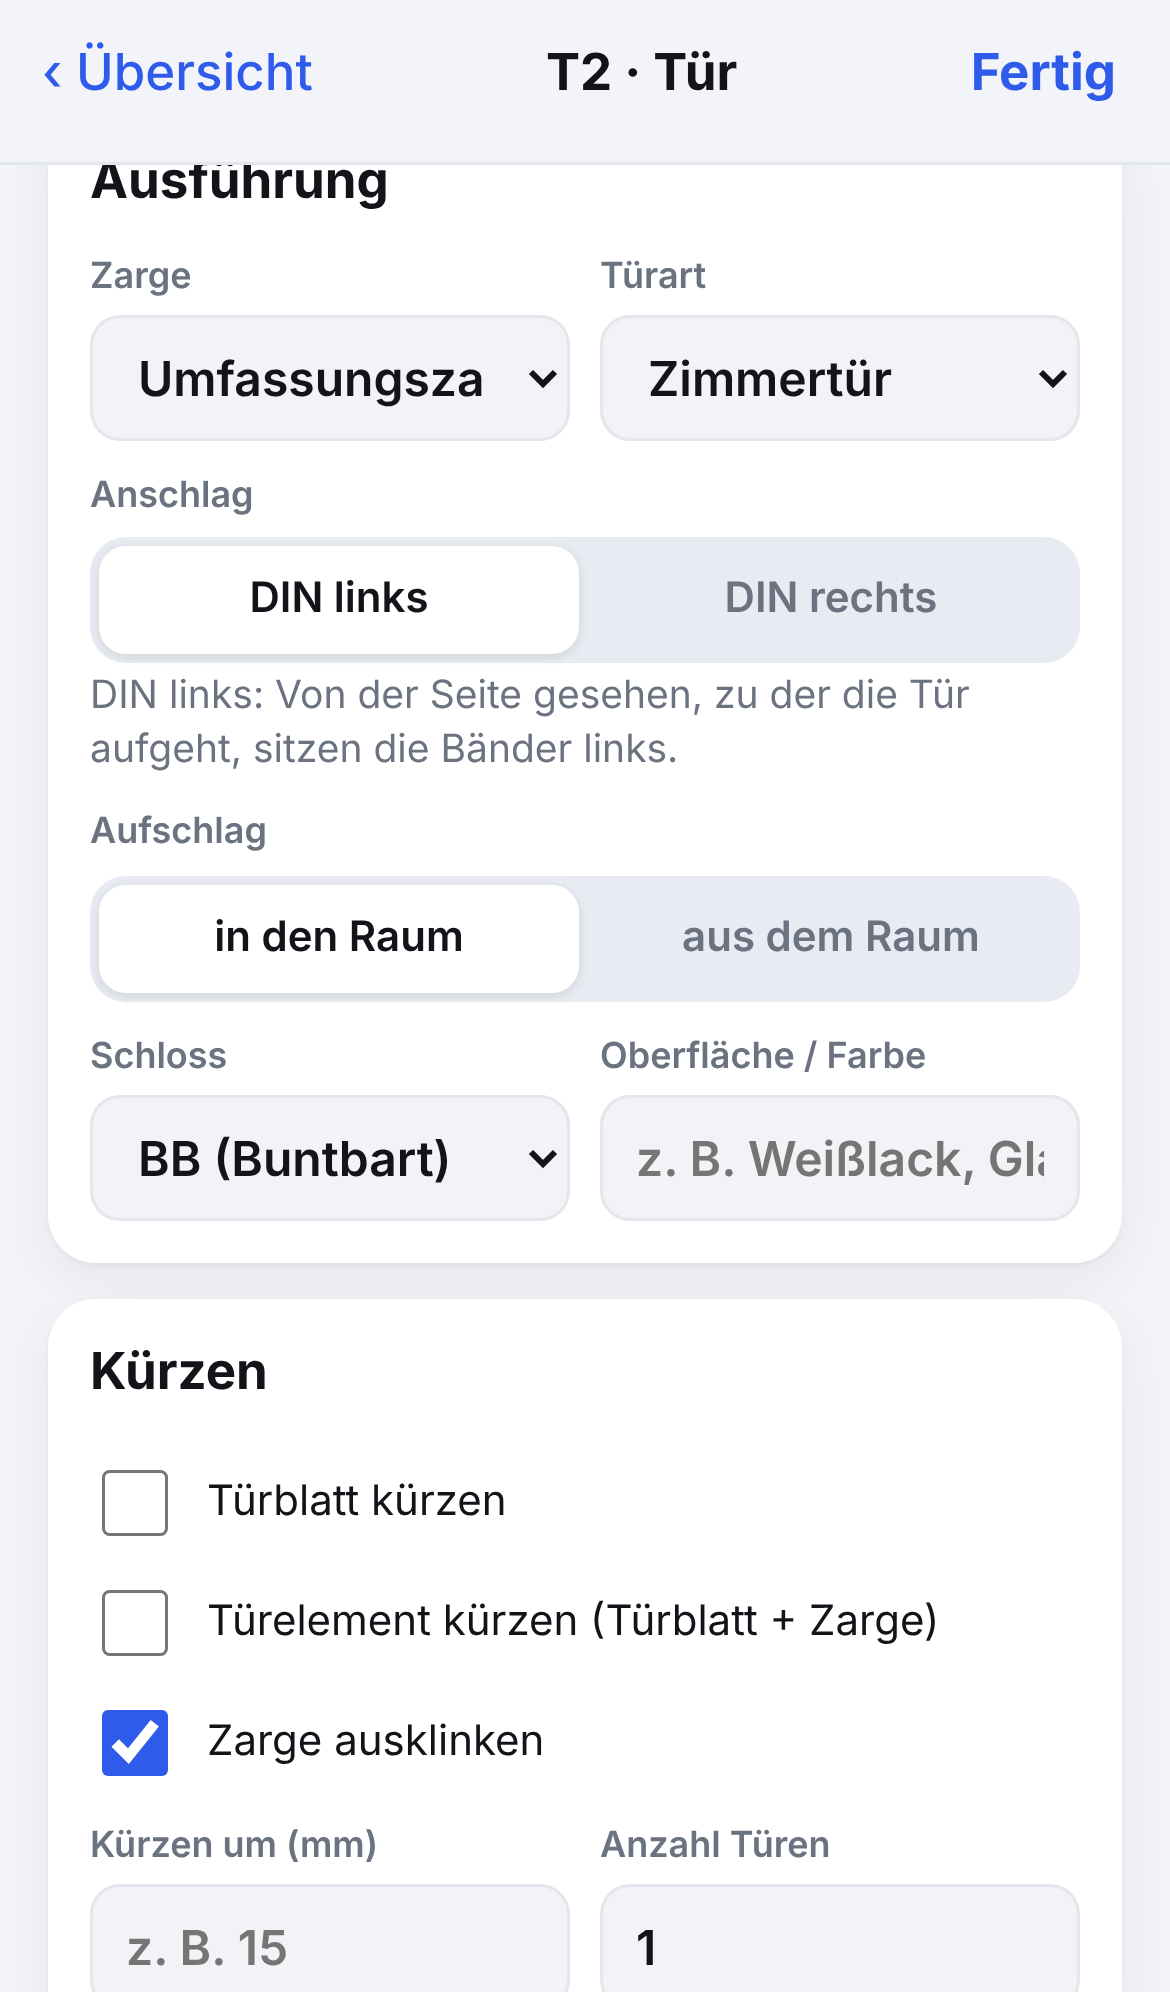 ‹ Übersicht
T2 · Tür
Fertig
Ausführung
Zarge
Türart
Umfassungsza
Zimmertür
Anschlag
DIN links
DIN rechts
DIN links: Von der Seite gesehen, zu der die Tür
aufgeht, sitzen die Bänder links.
Aufschlag
in den Raum
aus dem Raum
Schloss
Oberfläche / Farbe
BB (Buntbart)
z. B. Weißlack, Gla
Kürzen
Türblatt kürzen
Türelement kürzen (Türblatt + Zarge)
Zarge ausklinken
Kürzen um (mm)
Anzahl Türen
z. B. 15
1